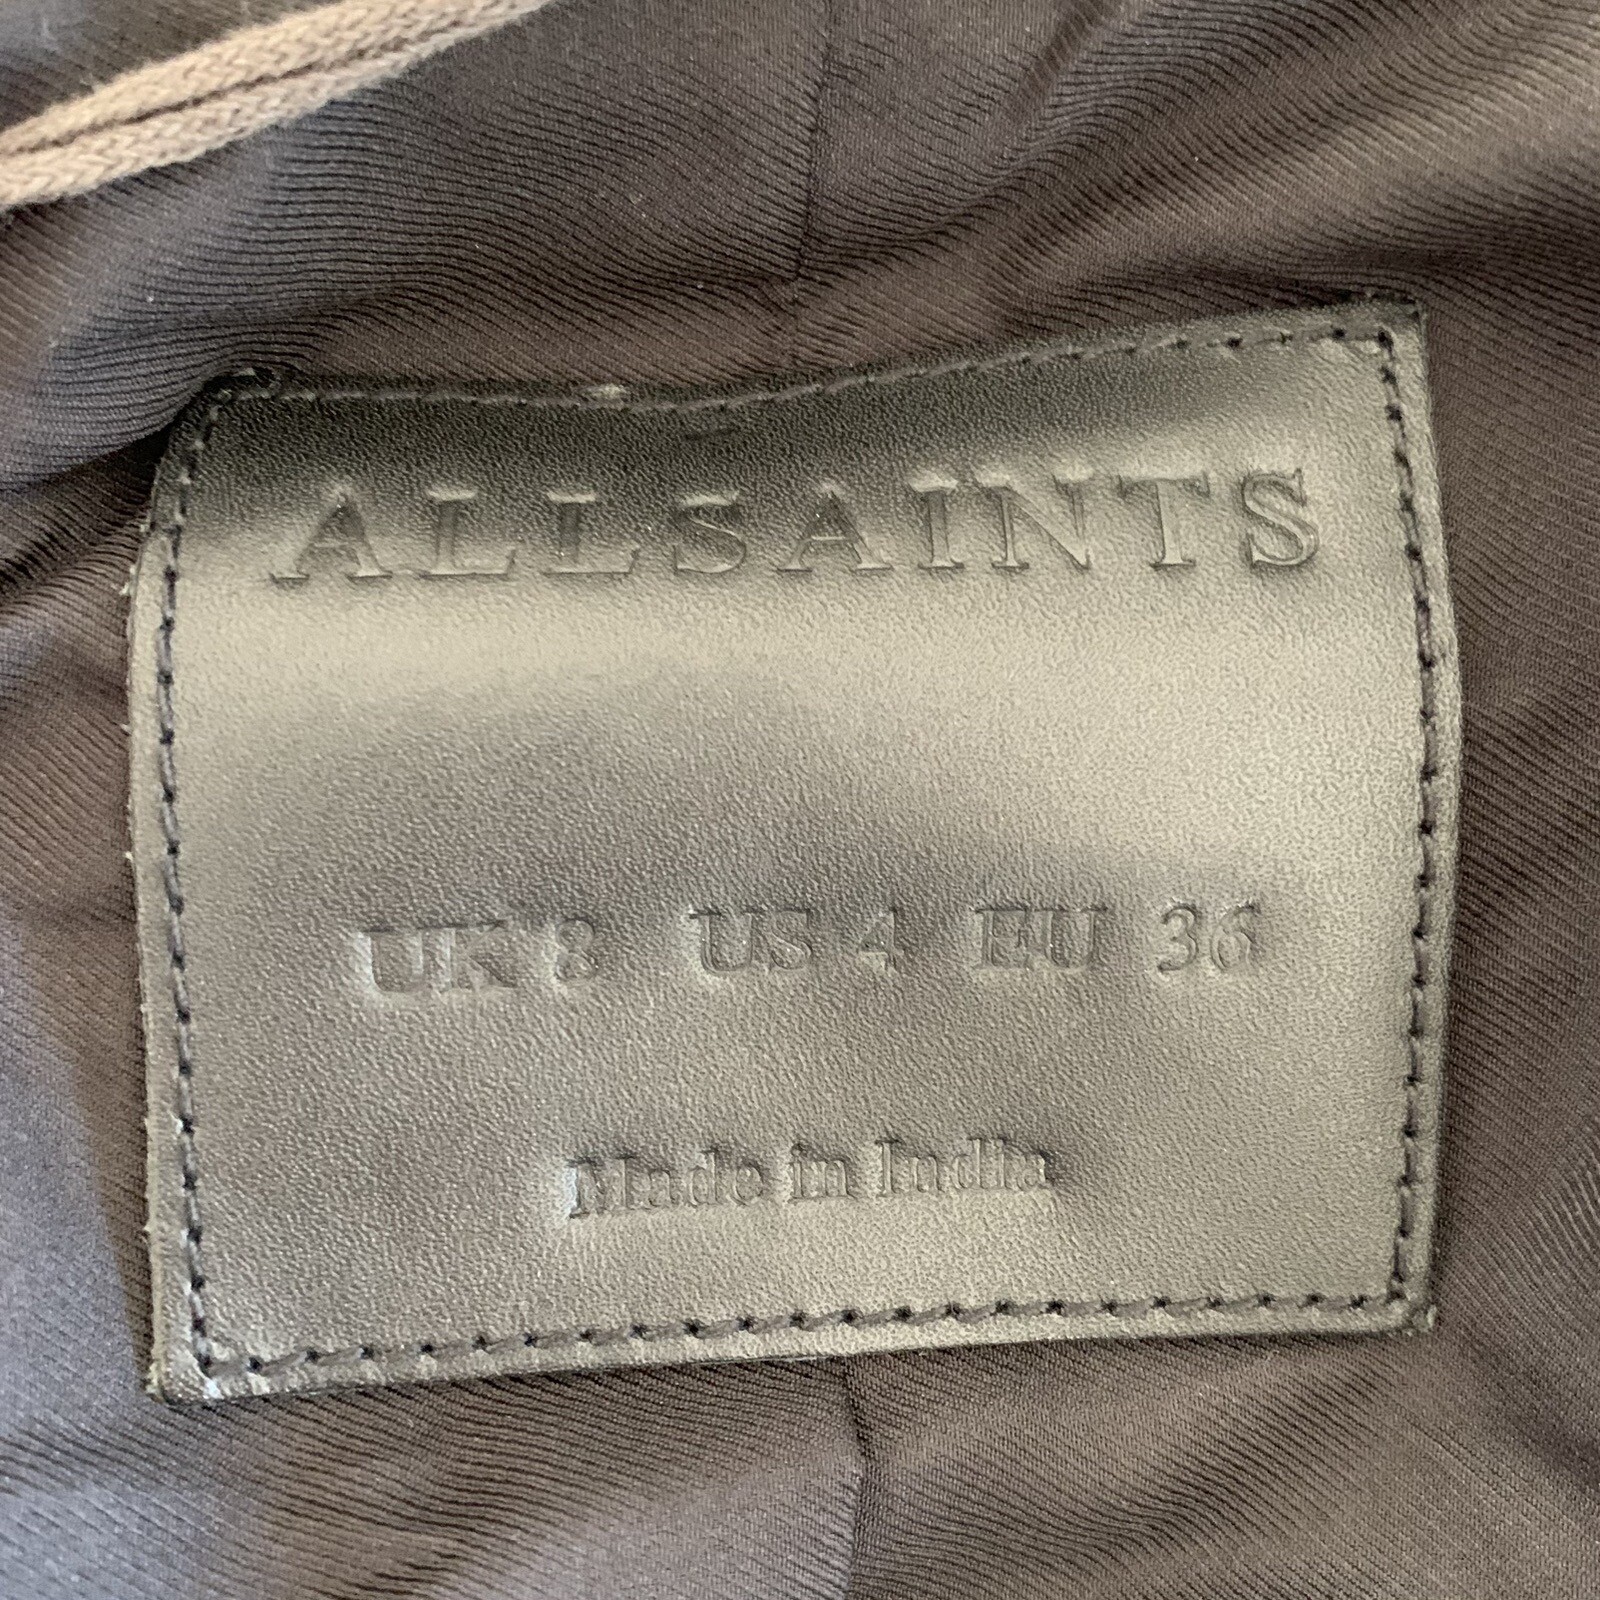 ALLSAINTS
UK 8 US 4 EU 36
Made in India